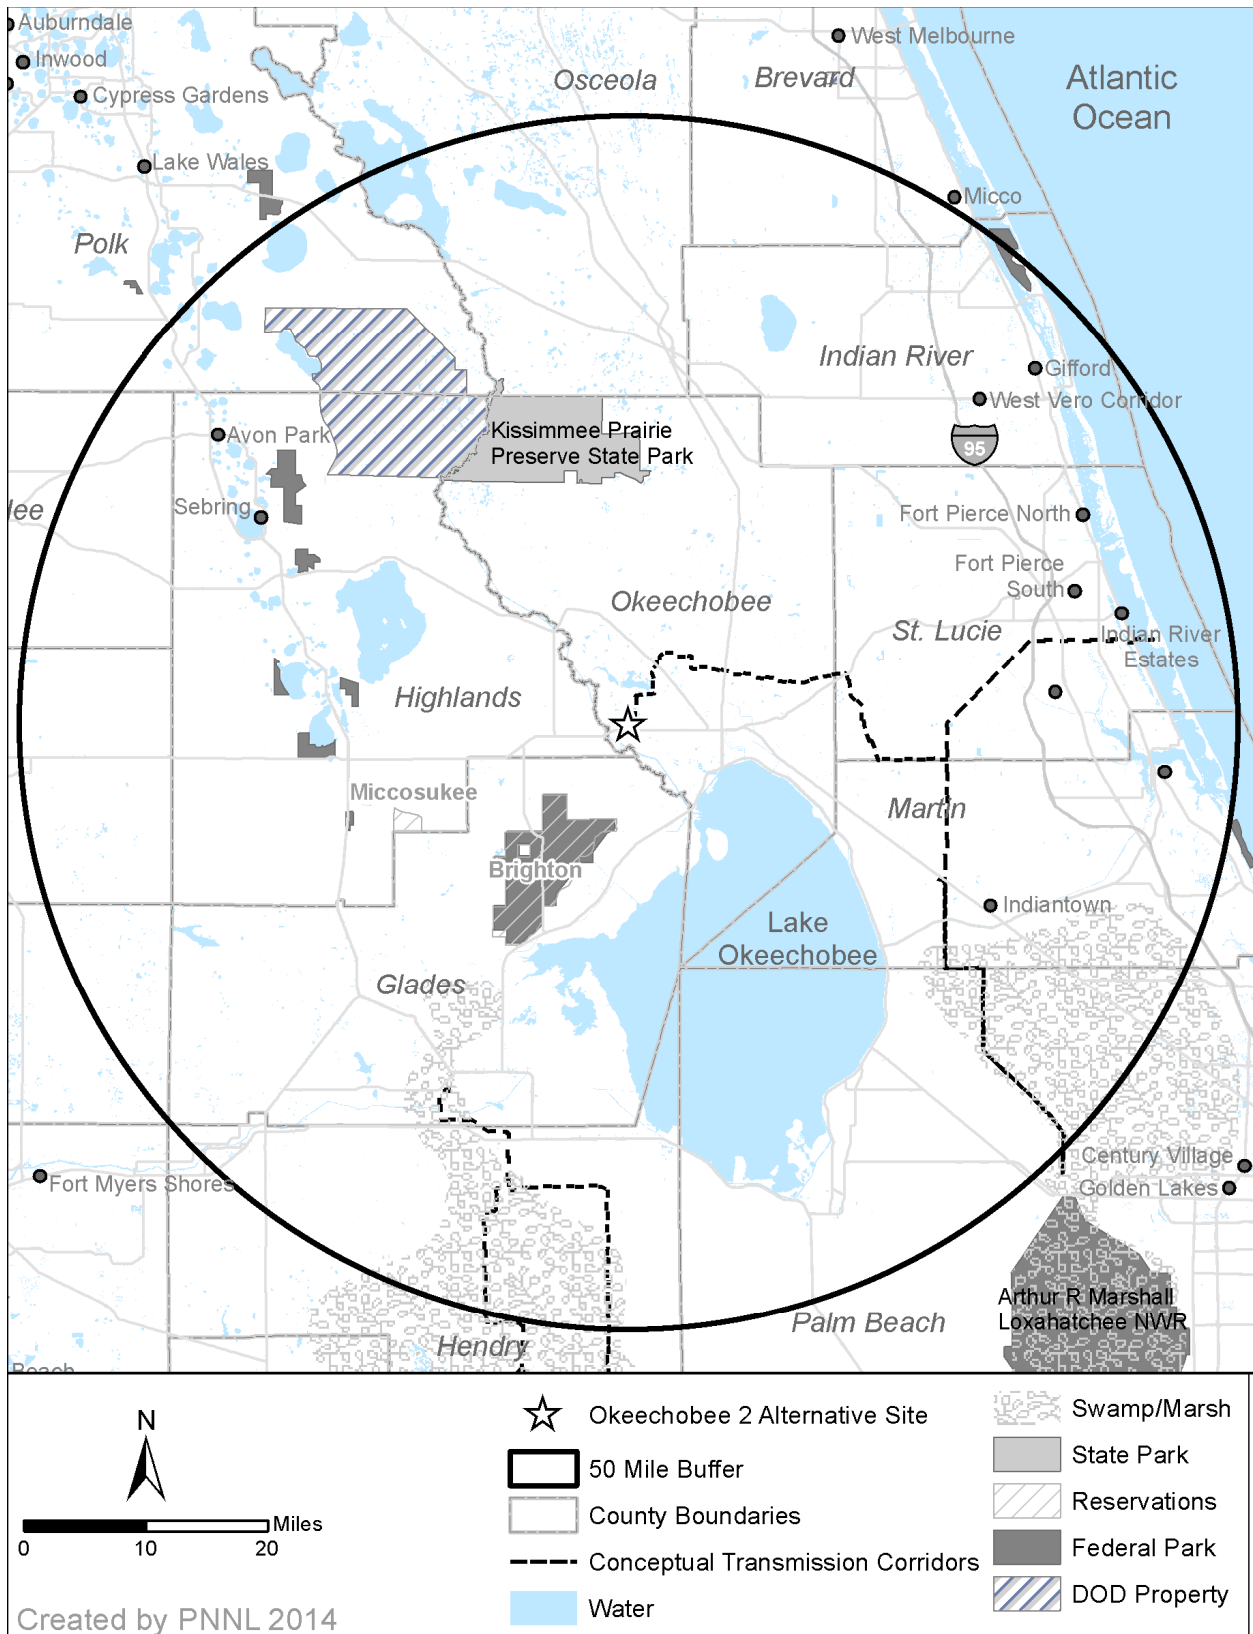 Auburndale
West Melbourne
Inwood
Osceola
Brevard
Atlantic
Ocean
Cypress Gardens
Lake Wales
Micco
Polk
Indian River
Gifford
West Vero Corridor
Avon Park
Kissimmee Prairie
Preserve State Park
95
Sebring
lee
Fort Pierce North
Fort Pierce
South
Okeechobee
St. Lucie
Indian River
Estates
Highlands
Miccosukee
Martin
Brighton
Indiantown
Lake
Okeechobee
Glades
Century Village
Fort Myers Shores
Golden Lakes
Arthur R Marshall
Loxahatchee NWR
Palm Beach
Hendry
Beach
N
Miles
0 10 20
Created by PNNL 2014
Okeechobee 2 Alternative Site
50 Mile Buffer
County Boundaries
Conceptual Transmission Corridors
Water
Swamp/Marsh
State Park
Reservations
Federal Park
DOD Property